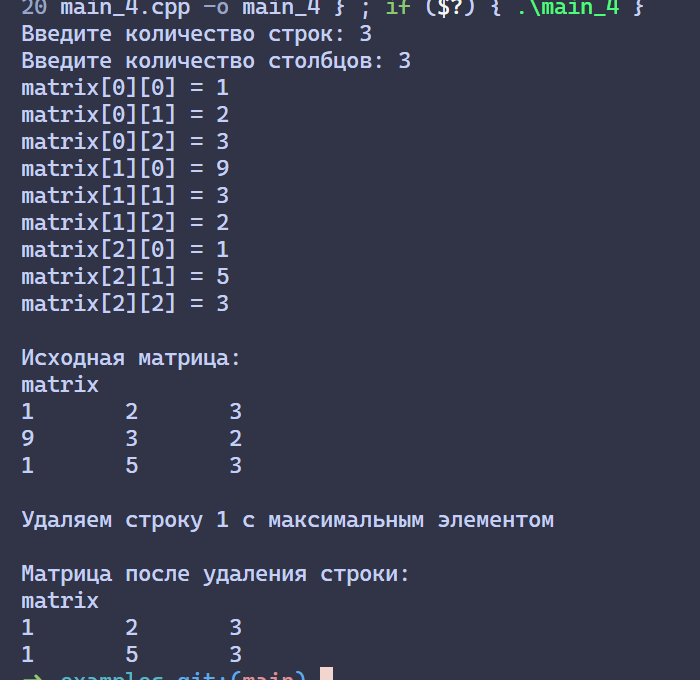 20 main_4.cpp -o main_4 } ; if ($?) { .\main_4 }
Введите количество строк: 3
Введите количество столбцов: 3
matrix[0][0] = 1
matrix[0][1] = 2
matrix[0][2] = 3
matrix[1][0] = 9
matrix[1][1] = 3
matrix[1][2] = 2
matrix[2][0] = 1
matrix[2][1] = 5
matrix[2][2] = 3
Исходная матрица:
matrix
1 2 3
9 3 2
1 5 3
Удаляем строку 1 с максимальным элементом
Матрица после удаления строки:
matrix
1 2 3
1 5 3
➜ examples git:(main)